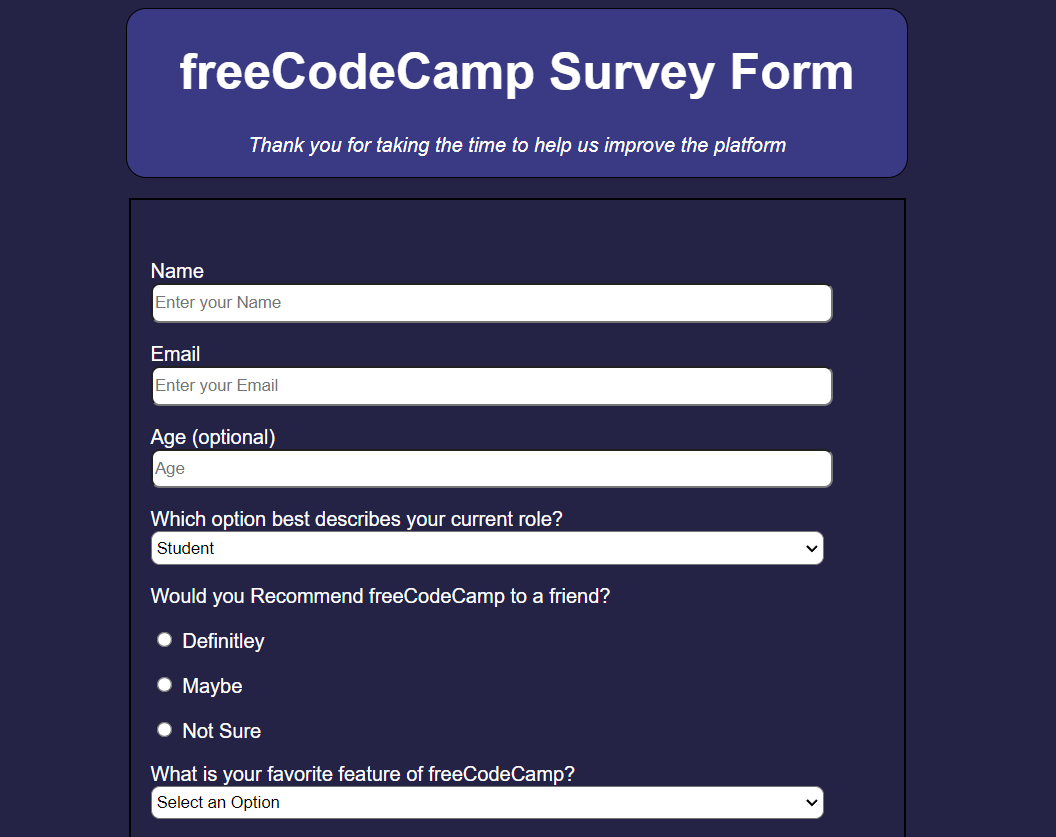 freeCodeCamp Survey Form
Thank you for taking the time to help us improve the platform
Name
Enter your Name
Email
Enter your Email
Age (optional)
Age
Which option best describes your current role?
Student
Would you Recommend freeCodeCamp to a friend?
Definitley
Maybe
Not Sure
What is your favorite feature of freeCodeCamp?
Select an Option